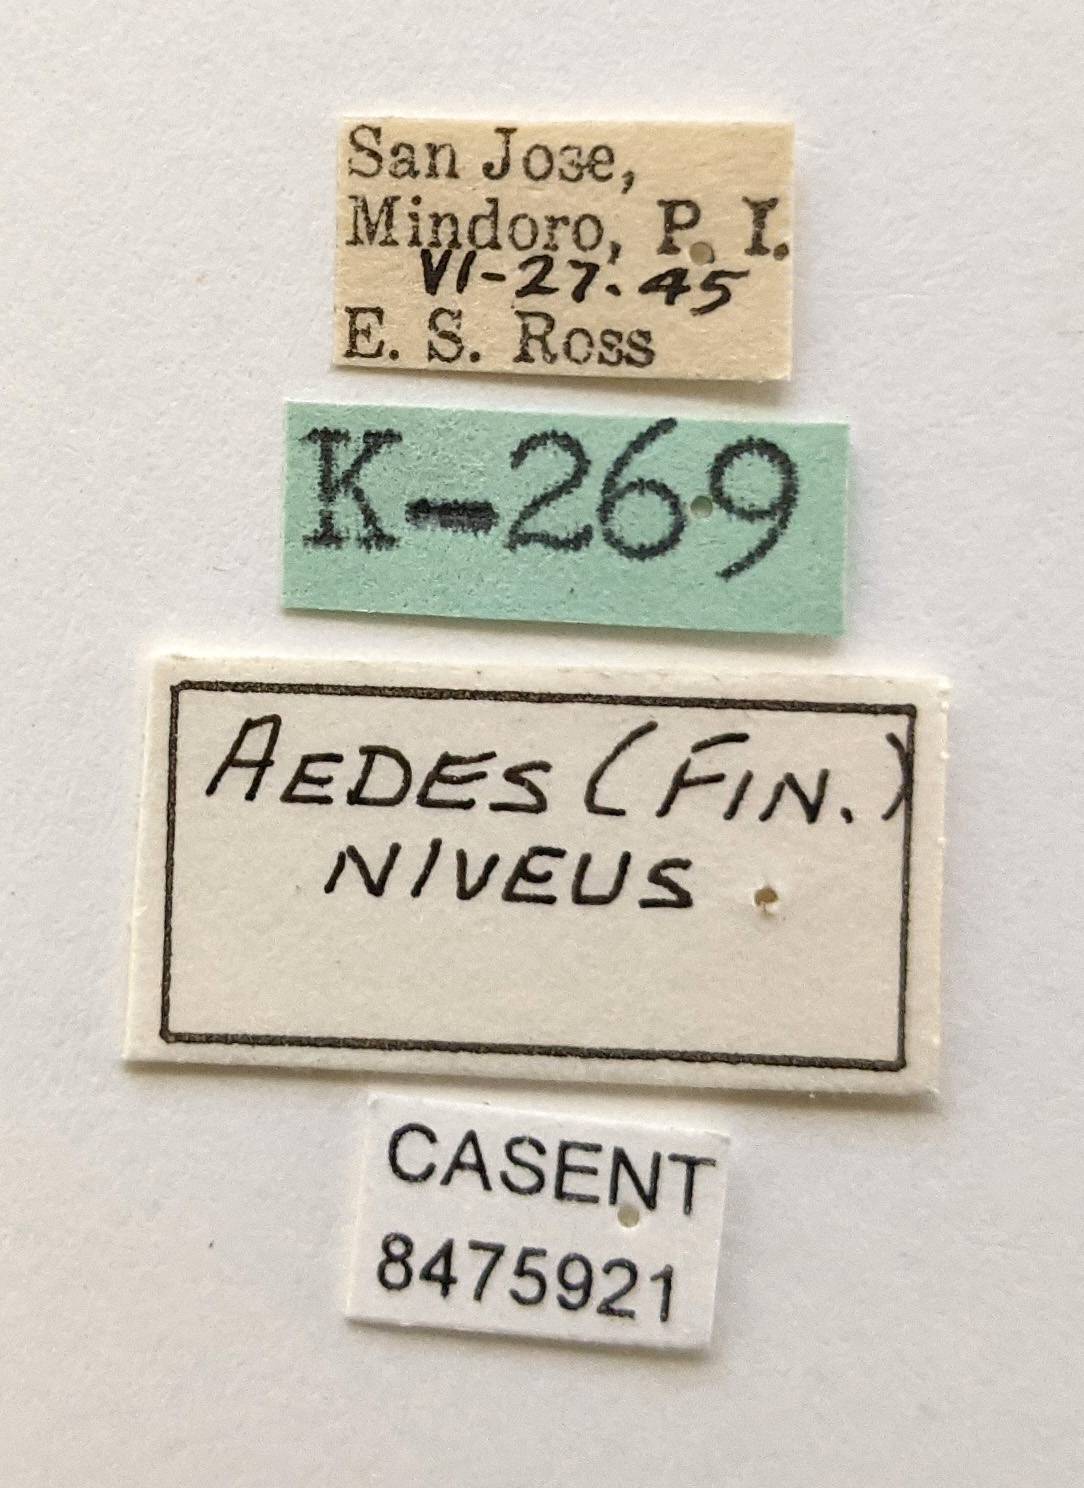 San Jose,
Mindoro, P. I.
VI-27.45
E. S. Ross
K-269
AEDES (FIN.)
NIVEUS
CASENT
8475921